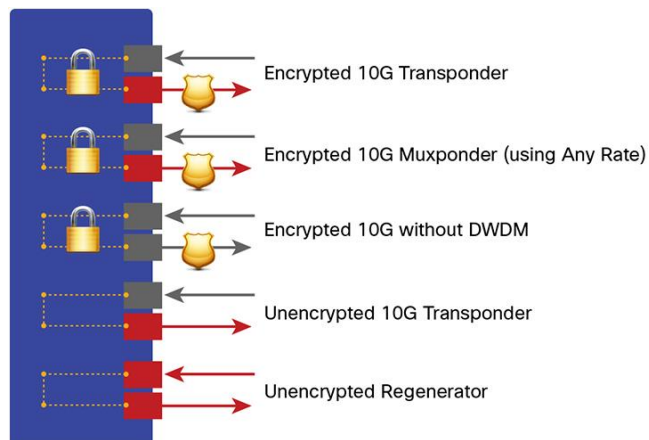 Encrypted 10G Transponder
Encrypted 10G Muxponder (using Any Rate)
Encrypted 10G without DWDM
Unencrypted 10G Transponder
Unencrypted Regenerator